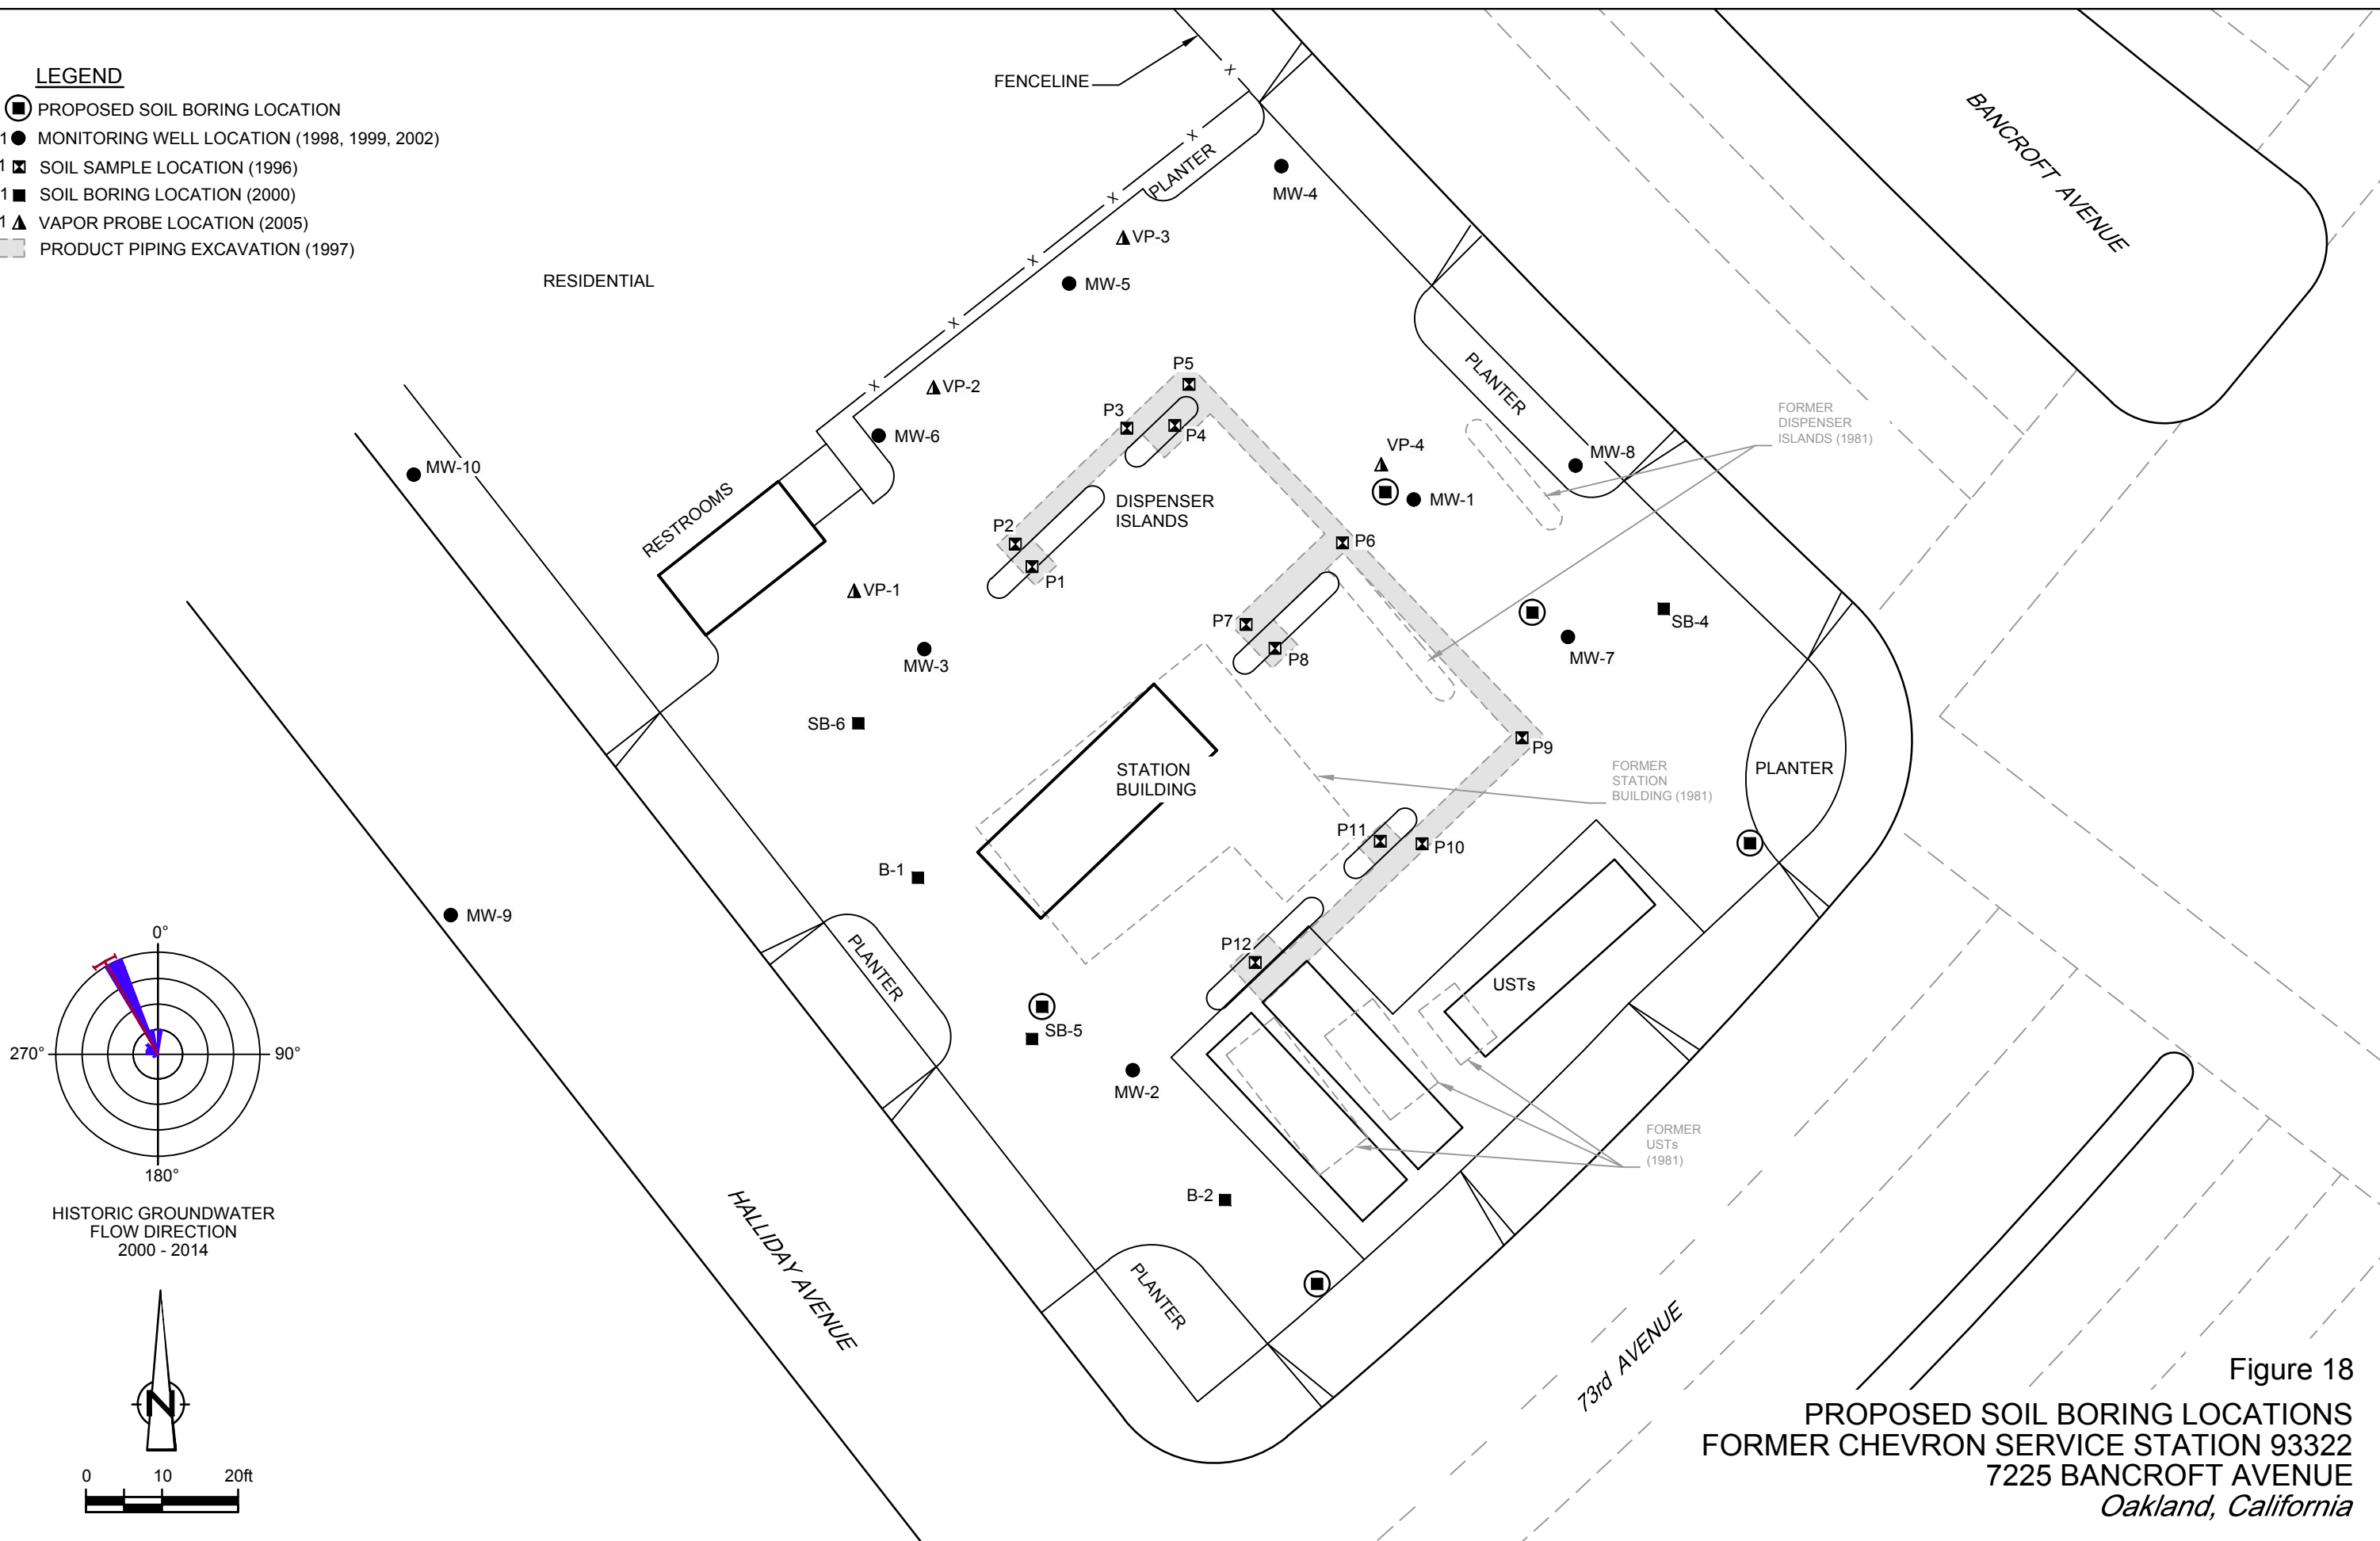 LEGEND
PROPOSED SOIL BORING LOCATION
1 MONITORING WELL LOCATION (1998, 1999, 2002)
1 SOIL SAMPLE LOCATION (1996)
1 SOIL BORING LOCATION (2000)
1 VAPOR PROBE LOCATION (2005)
PRODUCT PIPING EXCAVATION (1997)
FENCELINE
X
X
X
X
X
X
PLANTER
MW-4
BANCROFT AVENUE
VP-3
MW-5
RESIDENTIAL
VP-2
MW-6
MW-10
RESTROOMS
P5
P3
P4
PLANTER
FORMER
DISPENSER
ISLANDS (1981)
VP-4
MW-8
MW-1
DISPENSER
ISLANDS
P2
P1
P6
VP-1
MW-3
P7
P8
SB-4
MW-7
SB-6
STATION
BUILDING
P9
FORMER
STATION
BUILDING (1981)
PLANTER
P11
P10
B-1
MW-9
PLANTER
P12
USTs
SB-5
MW-2
FORMER
USTs
(1981)
B-2
PLANTER
HALLIDAY AVENUE
73rd AVENUE
0°
270°
90°
180°
HISTORIC GROUNDWATER
FLOW DIRECTION
2000 - 2014
N
0 10 20ft
Figure 18
PROPOSED SOIL BORING LOCATIONS
FORMER CHEVRON SERVICE STATION 93322
7225 BANCROFT AVENUE
Oakland, California